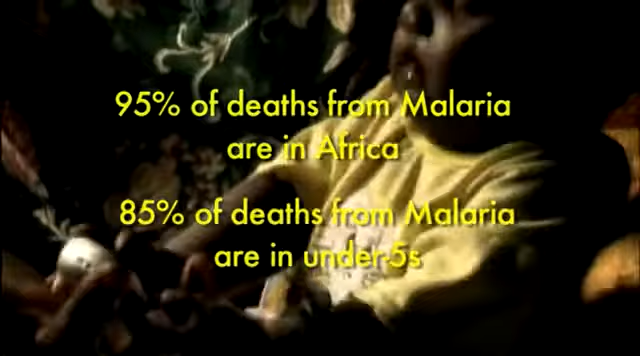 95% of deaths from Malaria
are in Africa
85% of deaths from Malaria
are in under-5s